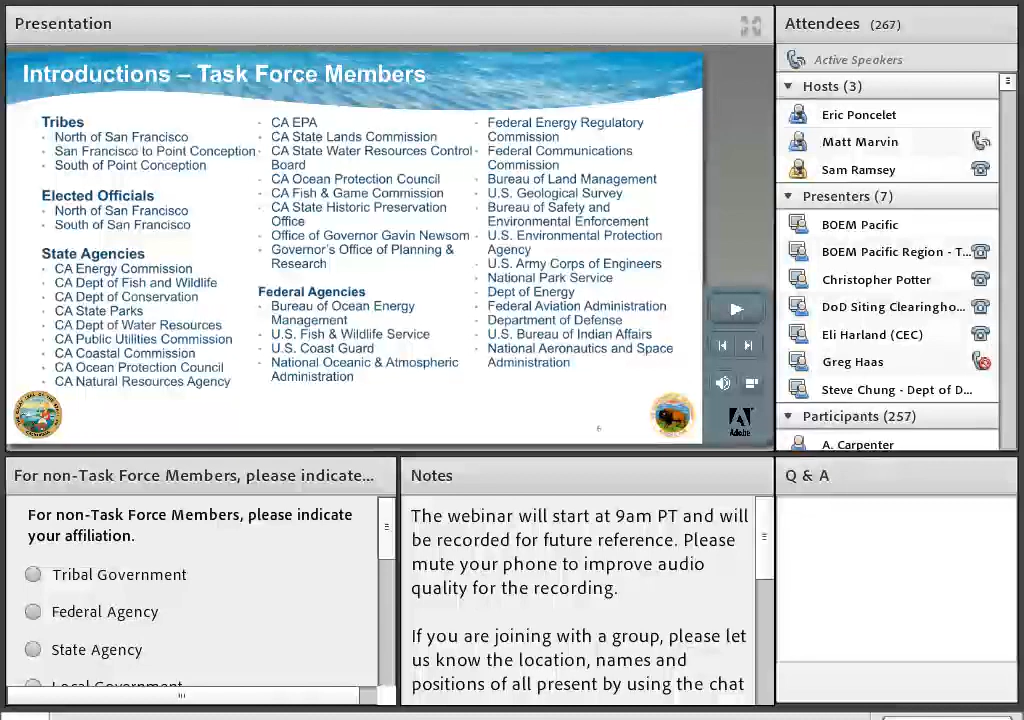 Presentation
Introductions – Task Force Members
Tribes
· North of San Francisco
· San Francisco to Point Conception
· South of Point Conception
Elected Officials
· North of San Francisco
· South of San Francisco
State Agencies
· CA Energy Commission
· CA Dept of Fish and Wildlife
· CA Dept of Conservation
· CA State Parks
· CA Dept of Water Resources
· CA Public Utilities Commission
· CA Coastal Commission
· CA Ocean Protection Council
· CA Natural Resources Agency
· CA EPA
· CA State Lands Commission
· CA State Water Resources Control
Board
· CA Ocean Protection Council
· CA Fish & Game Commission
· CA State Historic Preservation
Office
· Office of Governor Gavin Newsom
· Governor's Office of Planning &
Research
Federal Agencies
· Bureau of Ocean Energy
Management
· U.S. Fish & Wildlife Service
· U.S. Coast Guard
· National Oceanic & Atmospheric
Administration
· Federal Energy Regulatory
Commission
· Federal Communications
Commission
· Bureau of Land Management
· U.S. Geological Survey
· Bureau of Safety and
Environmental Enforcement
· U.S. Environmental Protection
Agency
· U.S. Army Corps of Engineers
· National Park Service
· Dept of Energy
· Federal Aviation Administration
· Department of Defense
· U.S. Bureau of Indian Affairs
· National Aeronautics and Space
Administration
6
Adobe
Attendees (267)
Active Speakers
Hosts (3)
Eric Poncelet
Matt Marvin
Sam Ramsey
Presenters (7)
BOEM Pacific
BOEM Pacific Region - T...
Christopher Potter
DoD Siting Clearingho...
Eli Harland (CEC)
Greg Haas
Steve Chung - Dept of D...
Participants (257)
A. Carpenter
For non-Task Force Members, please indicate...
For non-Task Force Members, please indicate
your affiliation.
Tribal Government
Federal Agency
State Agency
Local Government
Notes
The webinar will start at 9am PT and will
be recorded for future reference. Please
mute your phone to improve audio
quality for the recording.
If you are joining with a group, please let
us know the location, names and
positions of all present by using the chat
Q & A